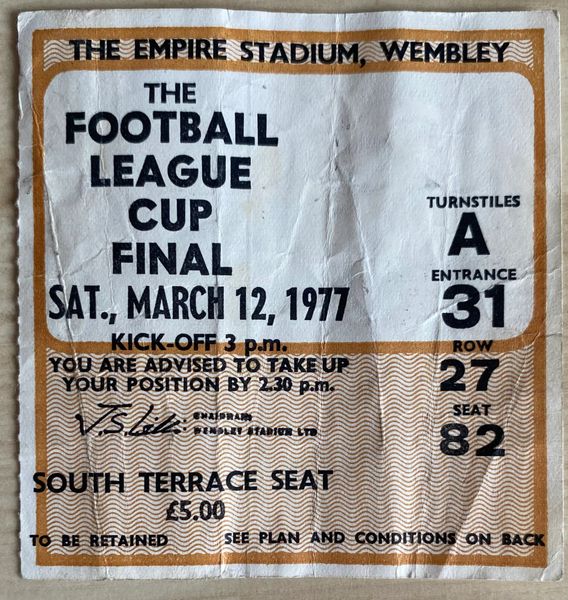 THE EMPIRE STADIUM, WEMBLEY
THE
FOOTBALL
LEAGUE
CUP
FINAL
SAT., MARCH 12, 1977
KICK-OFF 3 p.m.
YOU ARE ADVISED TO TAKE UP
YOUR POSITION BY 2.30 p.m.
CHAIRMAN
WEMBLEY STADIUM LTD
TURNSTILES
A
ENTRANCE
31
ROW
27
SEAT
82
SOUTH TERRACE SEAT
£5.00
TO BE RETAINED SEE PLAN AND CONDITIONS ON BACK